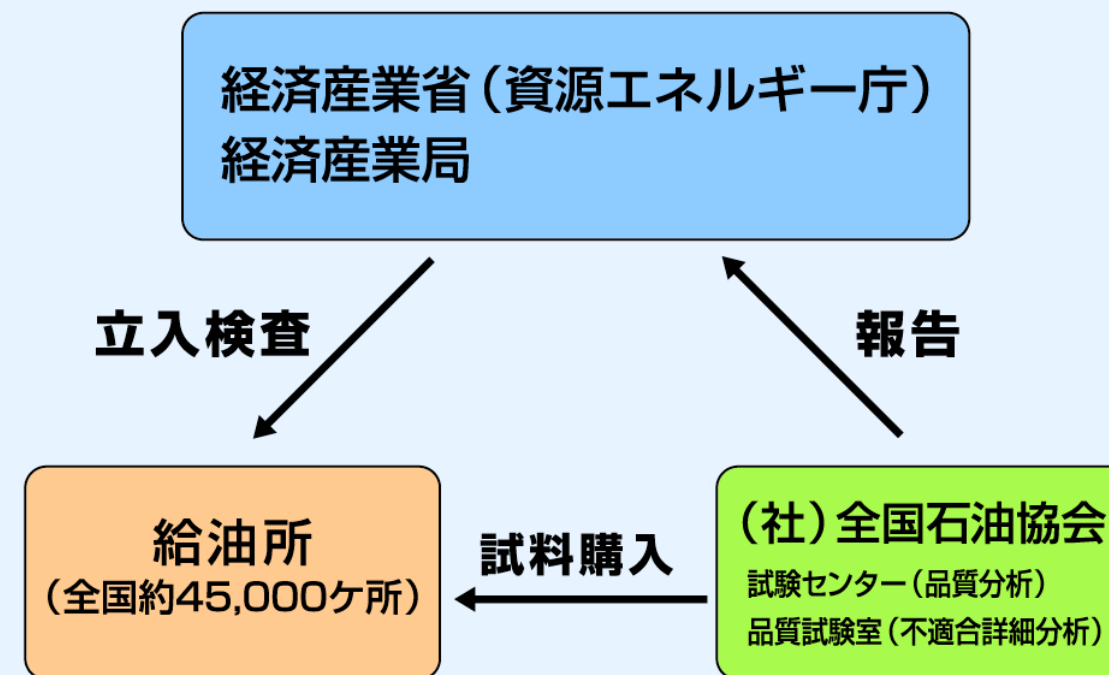 経済産業省（資源エネルギー庁）
経済産業局
立入検査
報告
給油所
（全国約45,000ケ所）
試料購入
（社）全国石油協会
試験センター（品質分析）
品質試験室（不適合詳細分析）